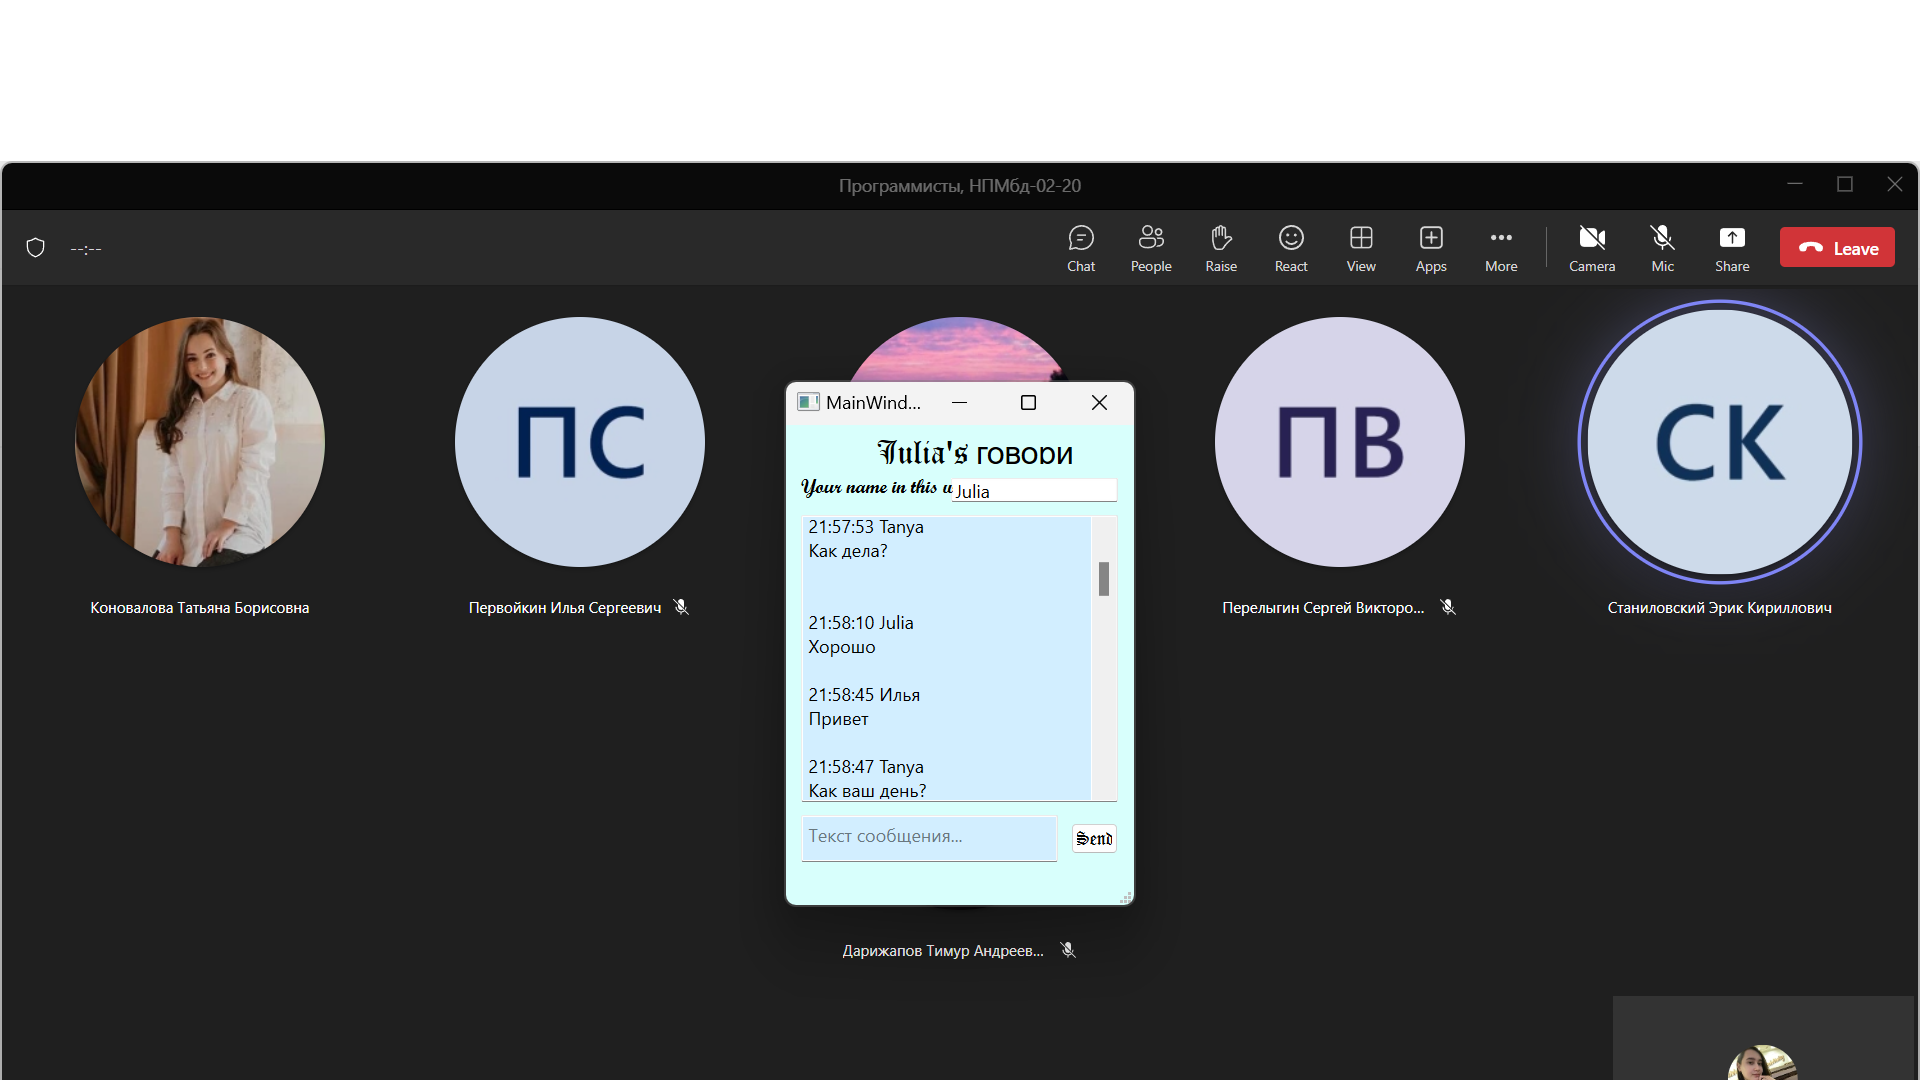 Программисты, НПМбд-02-20
--:--
Chat
People
Raise
React
View
Apps
More
Camera
Mic
Share
Leave
ПС
ПВ
СК
MainWind...
Julia's говори
Your name in this
Julia
21:57:53 Tanya
Как дела?
21:58:10 Julia
Хорошо
21:58:45 Илья
Привет
21:58:47 Tanya
Как ваш день?
Текст сообщения...
Send
Коновалова Татьяна Борисовна
Первойкин Илья Сергеевич
Перелыгин Сергей Викторо...
Станиловский Эрик Кириллович
Дарижапов Тимур Андреев...